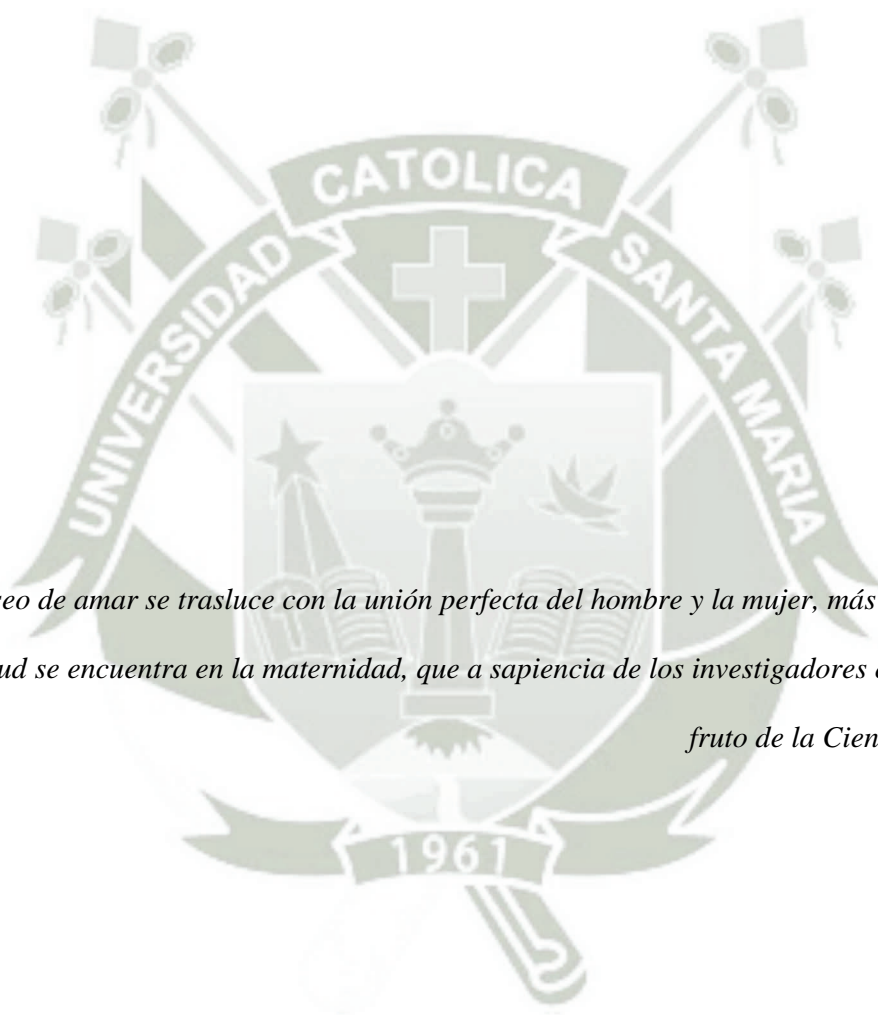 UNIVERSIDAD CATOLICA SANTA MARIA
eo de amar se trasluce con la unión perfecta del hombre y la mujer, más
ud se encuentra en la maternidad, que a sapiencia de los investigadores
fruto de la Cien
1961